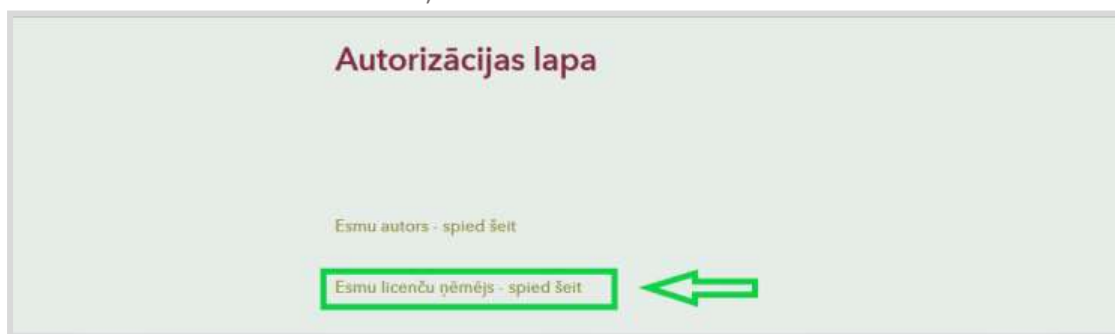 Autorizācijas lapa
Esmu autors - spied šeit
Esmu licenču ņēmējs - spied šeit